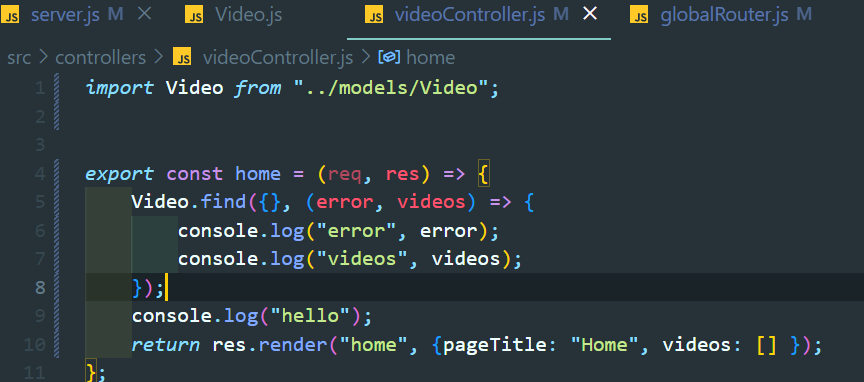 JS server.js M × JS Video.js JS videoController.js M × JS globalRouter.js M
src > controllers > JS videoController.js > home
1 import Video from "../models/Video";
2
3
4 export const home = (req, res) => {
5     Video.find({}, (error, videos) => {
6         console.log("error", error);
7         console.log("videos", videos);
8     });
9     console.log("hello");
10     return res.render("home", {pageTitle: "Home", videos: [] });
11 };